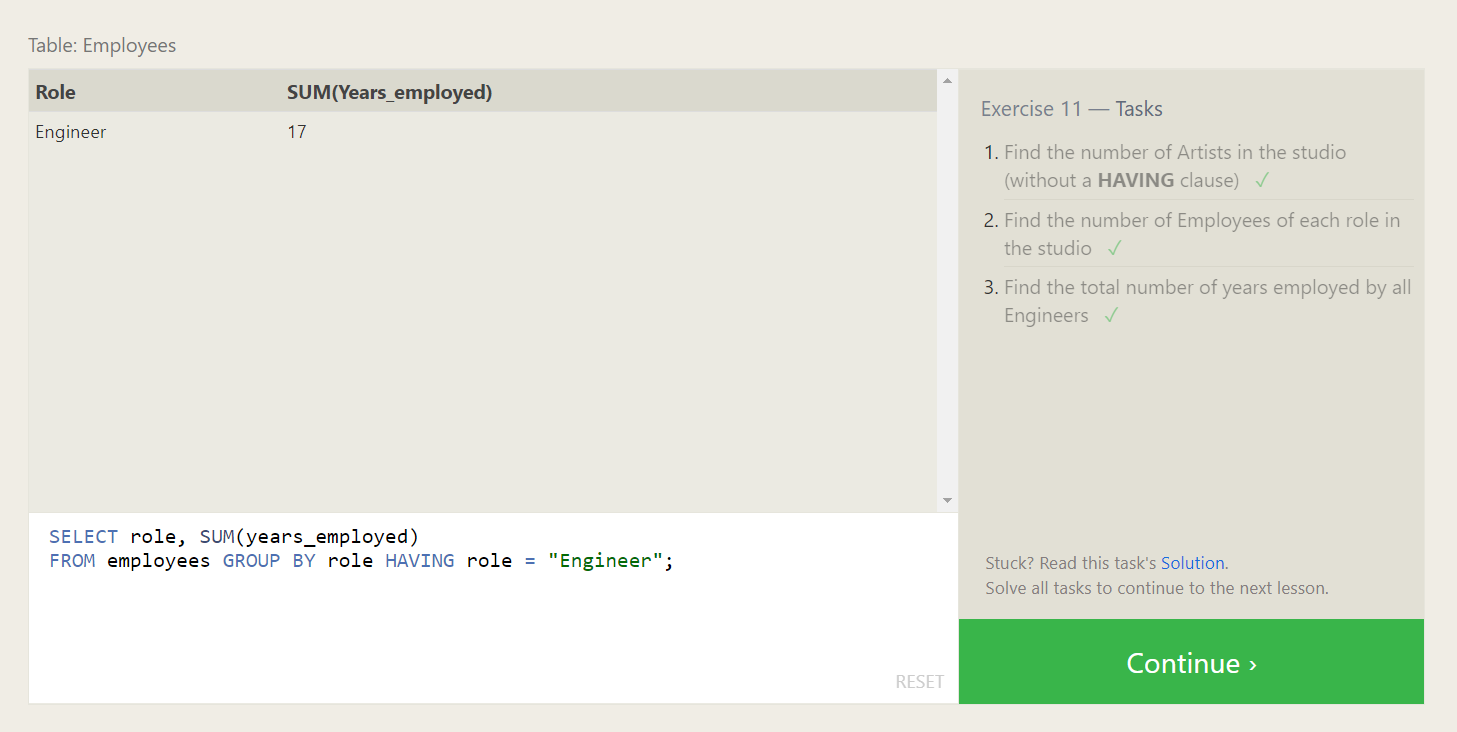 Table: Employees
Role SUM(Years_employed)
Engineer 17
Exercise 11 — Tasks
1. Find the number of Artists in the studio
(without a HAVING clause) ✓
2. Find the number of Employees of each role in
the studio ✓
3. Find the total number of years employed by all
Engineers ✓
SELECT role, SUM(years_employed)
FROM employees GROUP BY role HAVING role = "Engineer";
RESET
Stuck? Read this task's Solution.
Solve all tasks to continue to the next lesson.
Continue ›